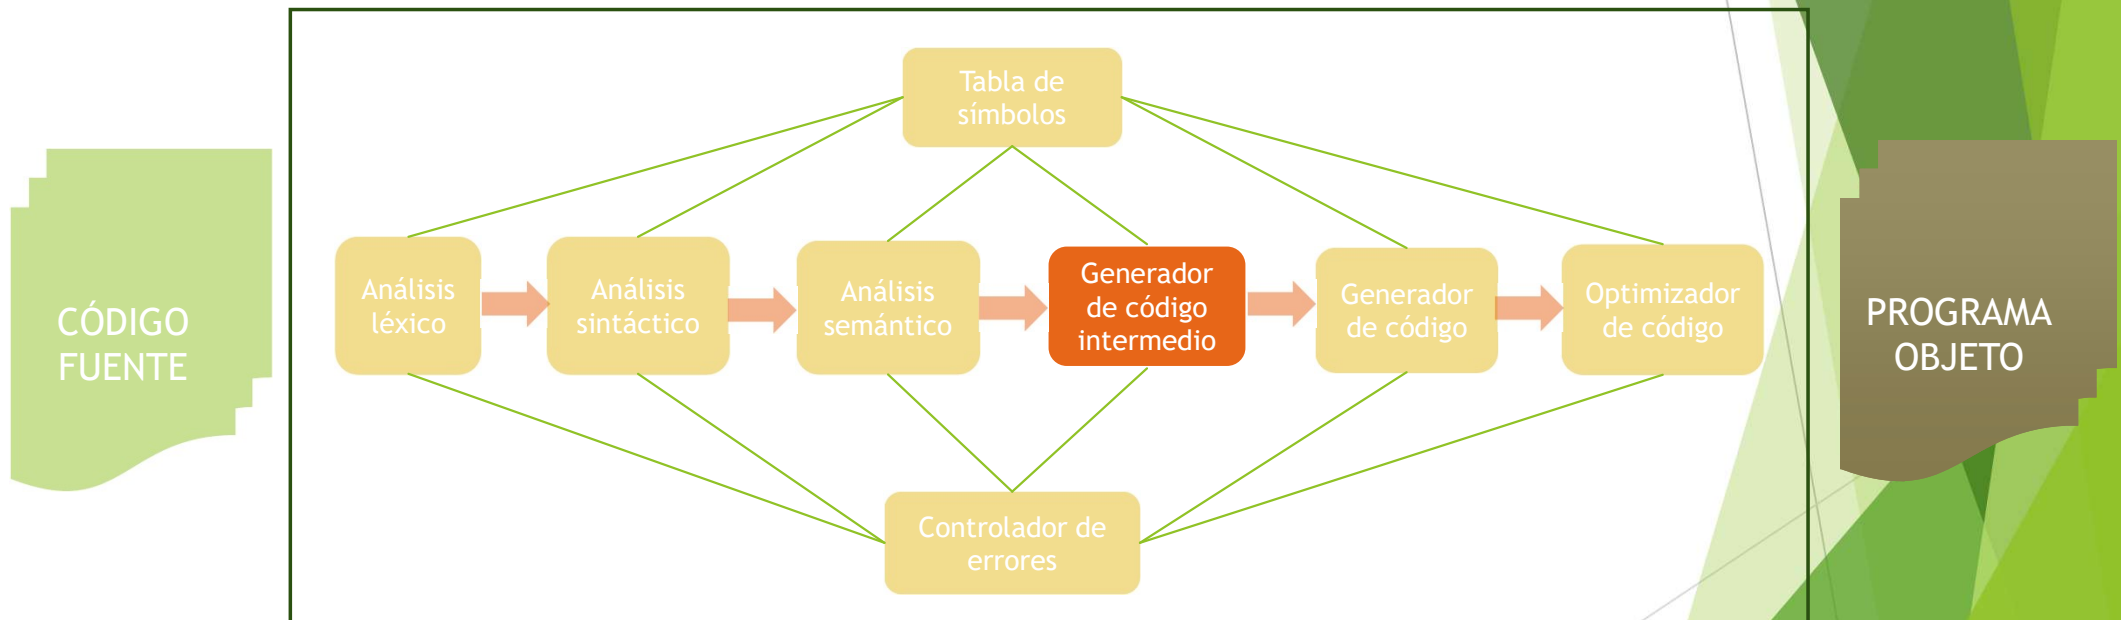 Tabla de
símbolos
CÓDIGO
FUENTE
Análisis
léxico
Análisis
sintáctico
Análisis
semántico
Generador
de código
intermedio
Generador
de código
Optimizador
de código
PROGRAMA
OBJETO
Controlador de
errores